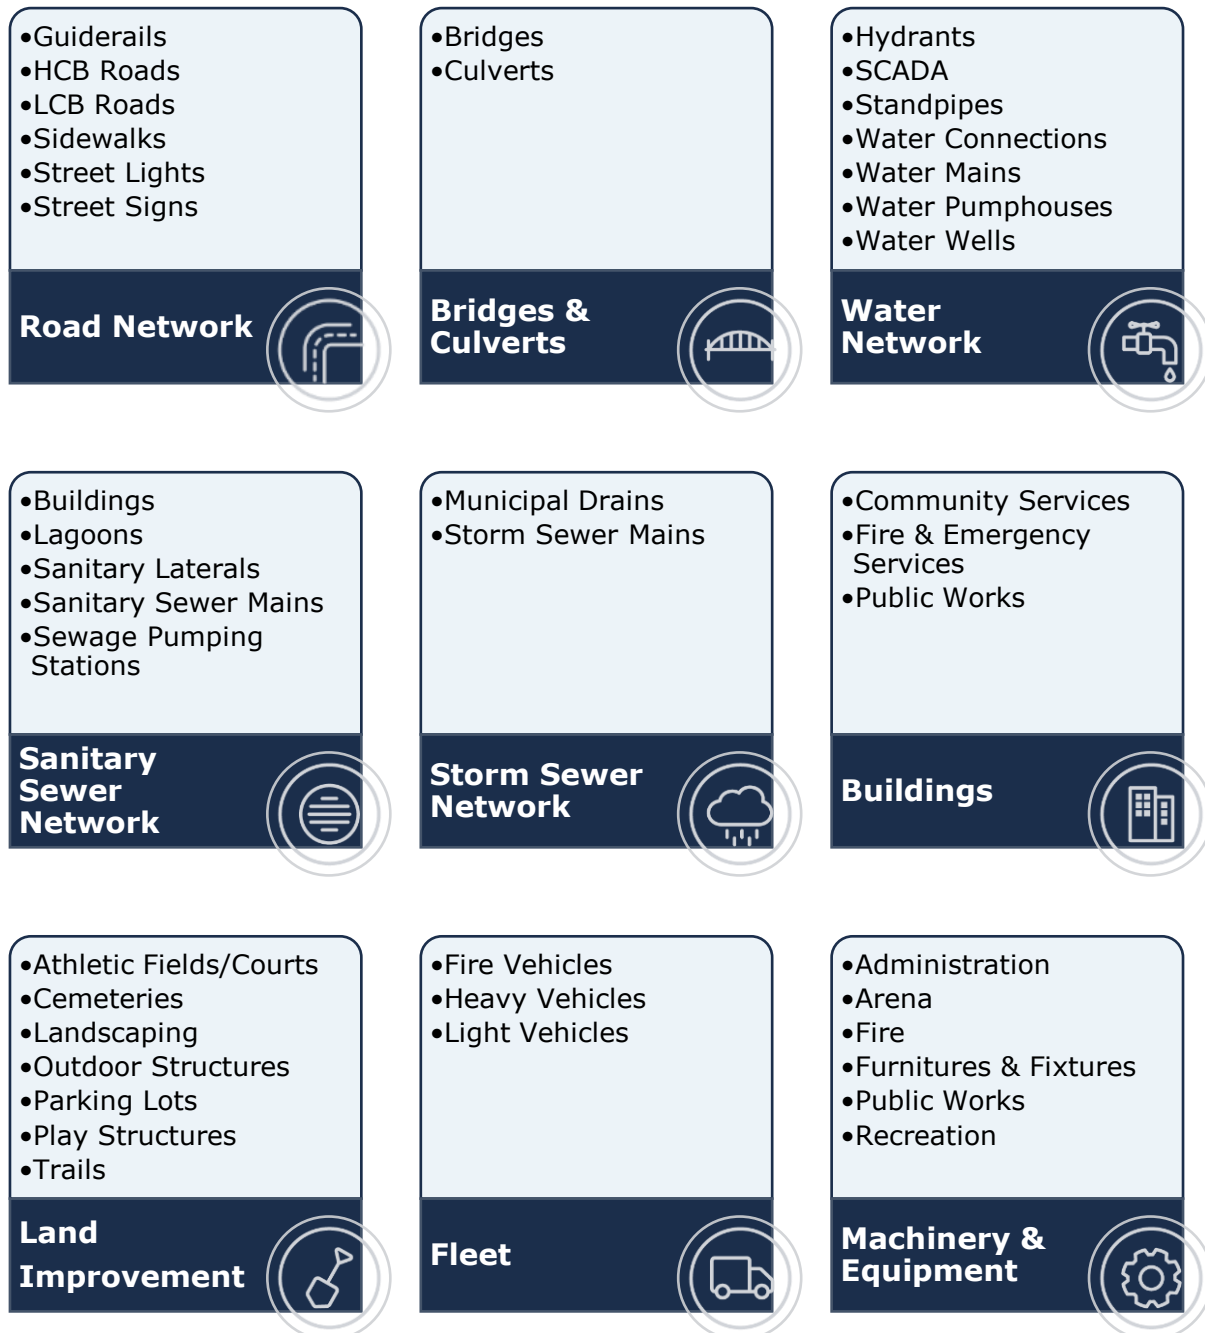 •Guiderails
•HCB Roads
•LCB Roads
•Sidewalks
•Street Lights
•Street Signs
Road Network
•Bridges
•Culverts
Bridges &
Culverts
•Hydrants
•SCADA
•Standpipes
•Water Connections
•Water Mains
•Water Pumphouses
•Water Wells
Water
Network
•Buildings
•Lagoons
•Sanitary Laterals
•Sanitary Sewer Mains
•Sewage Pumping
Stations
Sanitary
Sewer
Network
•Municipal Drains
•Storm Sewer Mains
Storm Sewer
Network
•Community Services
•Fire & Emergency
Services
•Public Works
Buildings
•Athletic Fields/Courts
•Cemeteries
•Landscaping
•Outdoor Structures
•Parking Lots
•Play Structures
•Trails
Land
Improvement
•Fire Vehicles
•Heavy Vehicles
•Light Vehicles
Fleet
•Administration
•Arena
•Fire
•Furnitures & Fixtures
•Public Works
•Recreation
Machinery &
Equipment